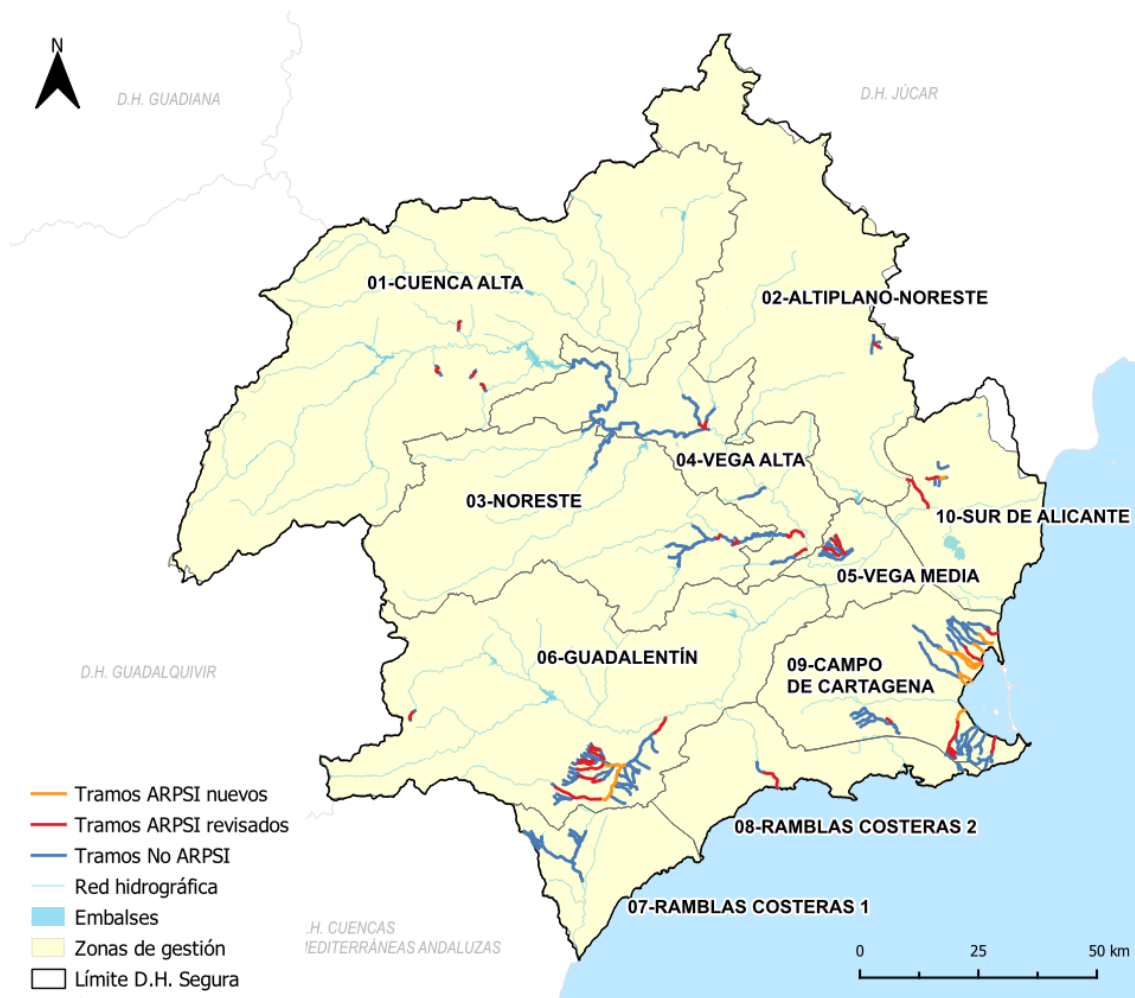 N
D.H. GUADIANA
D.H. JÚCAR
01-CUENCA ALTA
02-ALTIPLANO-NORESTE
04-VEGA ALTA
03-NORESTE
10-SUR DE ALICANTE
05-VEGA MEDIA
06-GUADALENTÍN
09-CAMPO
DE CARTAGENA
D.H. GUADALQUIVIR
08-RAMBLAS COSTERAS 2
07-RAMBLAS COSTERAS 1
.H. CUENCAS
MEDITERRÁNEAS ANDALUZAS
Tramos ARPSI nuevos
Tramos ARPSI revisados
Tramos No ARPSI
Red hidrográfica
Embalses
Zonas de gestión
Límite D.H. Segura
0 25 50 km